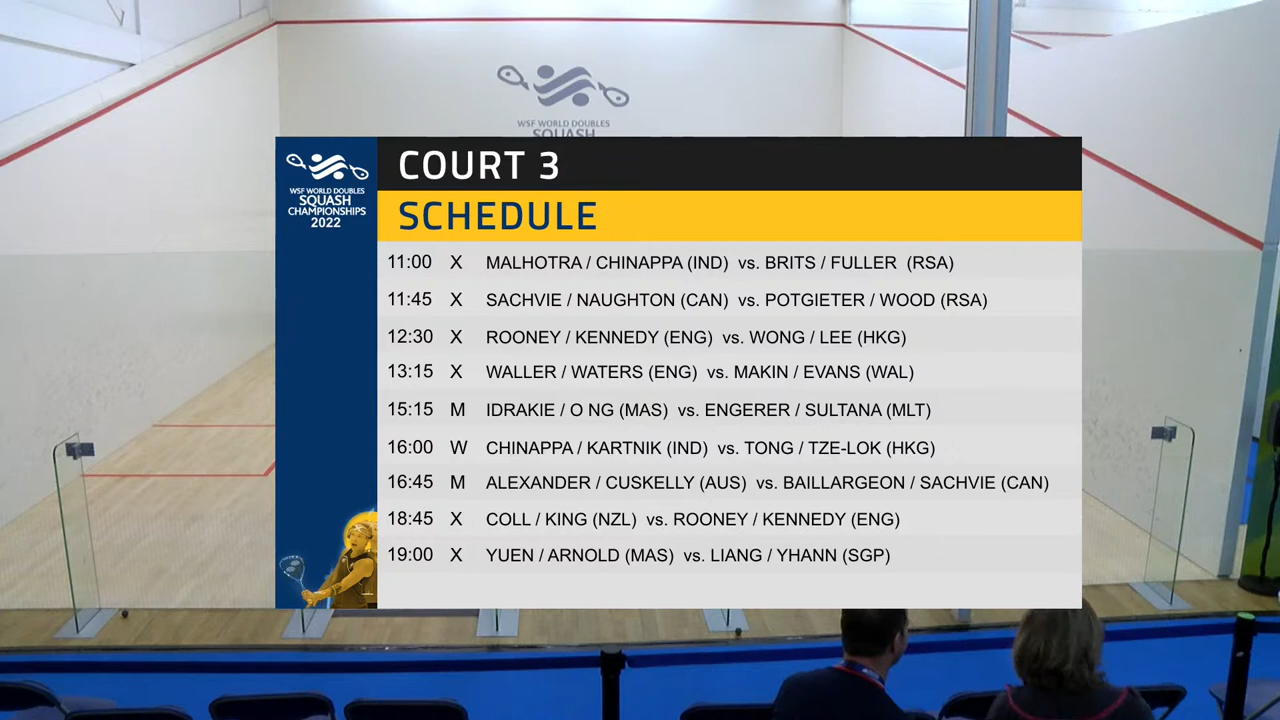 WSF WORLD DOUBLES
SQUASH
WSF WORLD DOUBLES
SQUASH
CHAMPIONSHIPS
2022
COURT 3
SCHEDULE
11:00 X MALHOTRA / CHINAPPA (IND) vs. BRITS / FULLER (RSA)
11:45 X SACHVIE / NAUGHTON (CAN) vs. POTGIETER / WOOD (RSA)
12:30 X ROONEY / KENNEDY (ENG) vs. WONG / LEE (HKG)
13:15 X WALLER / WATERS (ENG) vs. MAKIN / EVANS (WAL)
15:15 M IDRAKIE / O NG (MAS) vs. ENGERER / SULTANA (MLT)
16:00 W CHINAPPA / KARTNIK (IND) vs. TONG / TZE-LOK (HKG)
16:45 M ALEXANDER / CUSKELLY (AUS) vs. BAILLARGEON / SACHVIE (CAN)
18:45 X COLL / KING (NZL) vs. ROONEY / KENNEDY (ENG)
19:00 X YUEN / ARNOLD (MAS) vs. LIANG / YHANN (SGP)